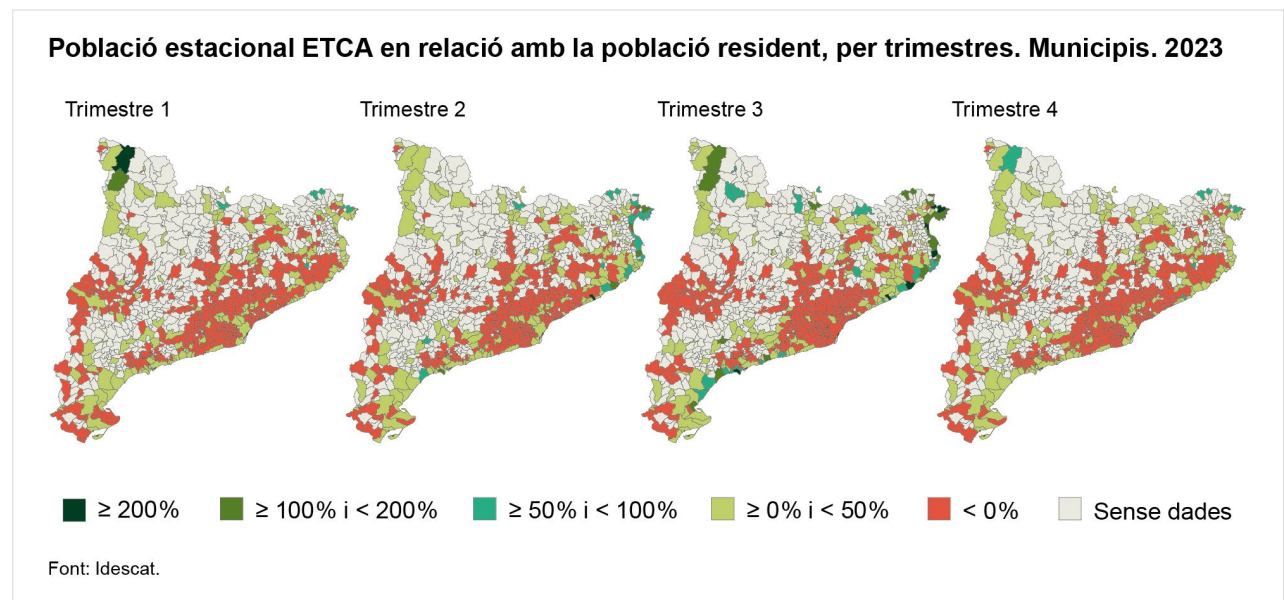 Població estacional ETCA en relació amb la població resident, per trimestres. Municipis. 2023
Trimestre 1
Trimestre 2
Trimestre 3
Trimestre 4
≥ 200%
≥ 100% i < 200%
≥ 50% i < 100%
≥ 0% i < 50%
< 0%
Sense dades
Font: Idescat.